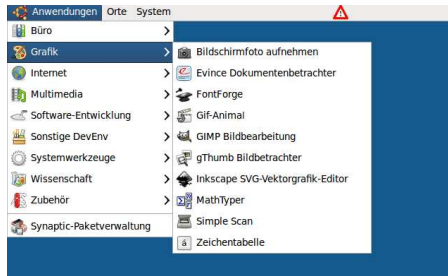 Anwendungen Orte System
Büro
Grafik
Internet
Multimedia
Software-Entwicklung
Sonstige DevEnv
Systemwerkzeuge
Wissenschaft
Zubehör
Synaptic-Paketverwaltung
Bildschirmfoto aufnehmen
Evince Dokumentenbetrachter
FontForge
Gif-Animal
GIMP Bildbearbeitung
gThumb Bildbetrachter
Inkscape SVG-Vektorgrafik-Editor
MathTyper
Simple Scan
á Zeichentabelle